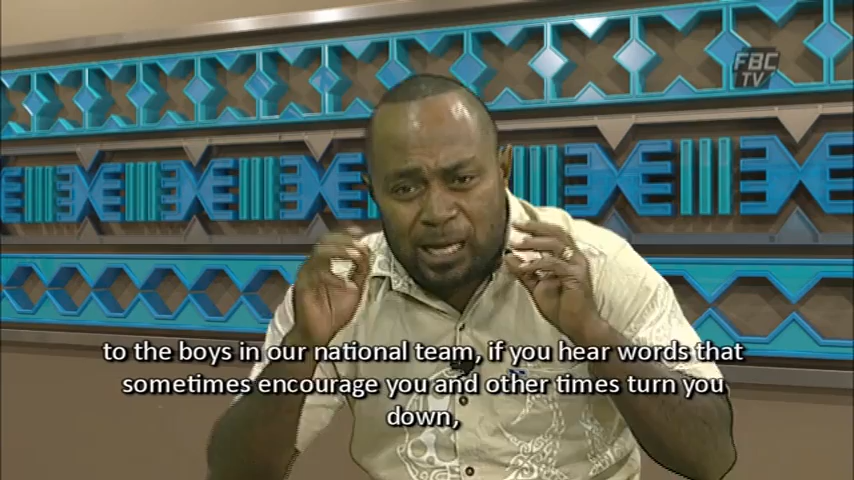 FBC
TV
to the boys in our national team, if you hear words that
sometimes encourage you and other times turn you
down,